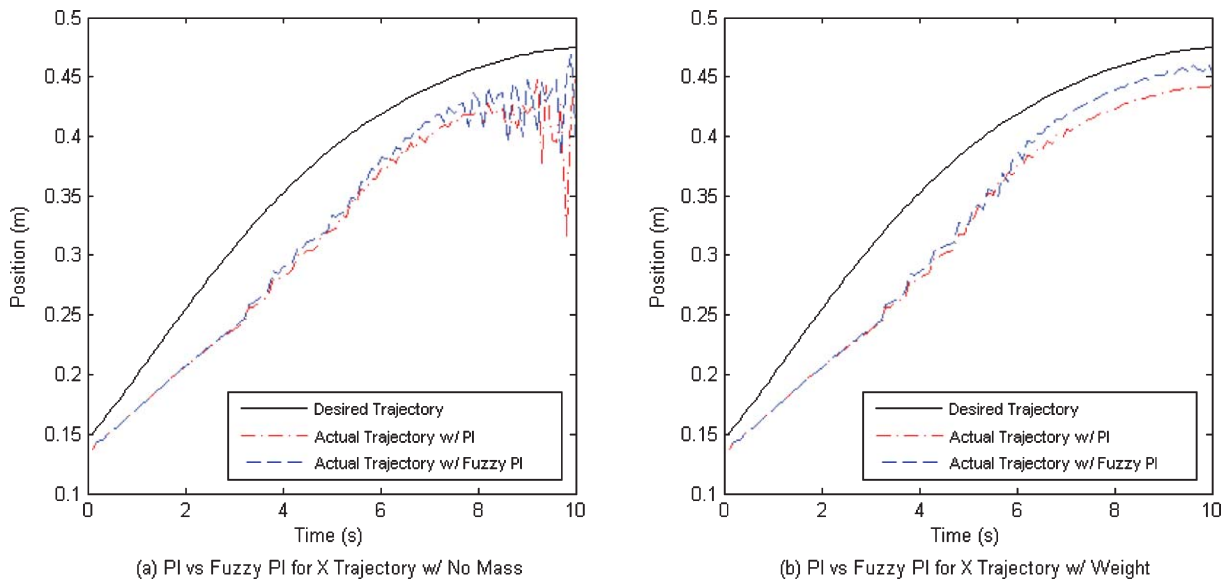 0.5
0.45
0.4
0.35
0.3
0.25
0.2
0.15
0.1
Position (m)
0
2
4
6
8
10
Time (s)
Desired Trajectory
Actual Trajectory w/ PI
Actual Trajectory w/ Fuzzy PI
(a) PI vs Fuzzy PI for X Trajectory w/ No Mass
0.5
0.45
0.4
0.35
0.3
0.25
0.2
0.15
0.1
Position (m)
0
2
4
6
8
10
Time (s)
Desired Trajectory
Actual Trajectory w/ PI
Actual Trajectory w/ Fuzzy PI
(b) PI vs Fuzzy PI for X Trajectory w/ Weight